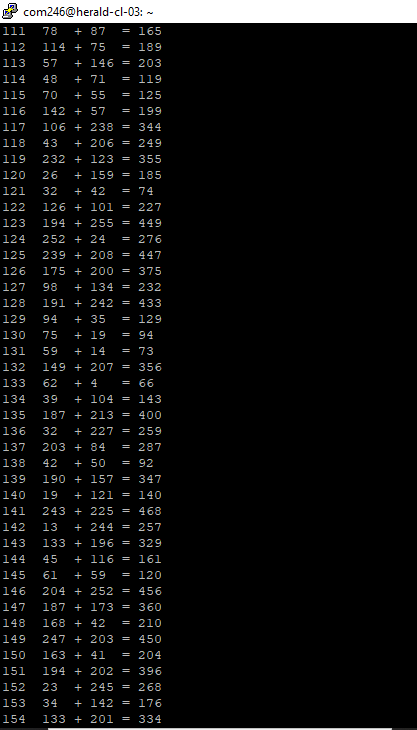 com246@herald-cl-03: ~
111 78 + 87 = 165
112 114 + 75 = 189
113 57 + 146 = 203
114 48 + 71 = 119
115 70 + 55 = 125
116 142 + 57 = 199
117 106 + 238 = 344
118 43 + 206 = 249
119 232 + 123 = 355
120 26 + 159 = 185
121 32 + 42 = 74
122 126 + 101 = 227
123 194 + 255 = 449
124 252 + 24 = 276
125 239 + 208 = 447
126 175 + 200 = 375
127 98 + 134 = 232
128 191 + 242 = 433
129 94 + 35 = 129
130 75 + 19 = 94
131 59 + 14 = 73
132 149 + 207 = 356
133 62 + 4 = 66
134 39 + 104 = 143
135 187 + 213 = 400
136 32 + 227 = 259
137 203 + 84 = 287
138 42 + 50 = 92
139 190 + 157 = 347
140 19 + 121 = 140
141 243 + 225 = 468
142 13 + 244 = 257
143 133 + 196 = 329
144 45 + 116 = 161
145 61 + 59 = 120
146 204 + 252 = 456
147 187 + 173 = 360
148 168 + 42 = 210
149 247 + 203 = 450
150 163 + 41 = 204
151 194 + 202 = 396
152 23 + 245 = 268
153 34 + 142 = 176
154 133 + 201 = 334